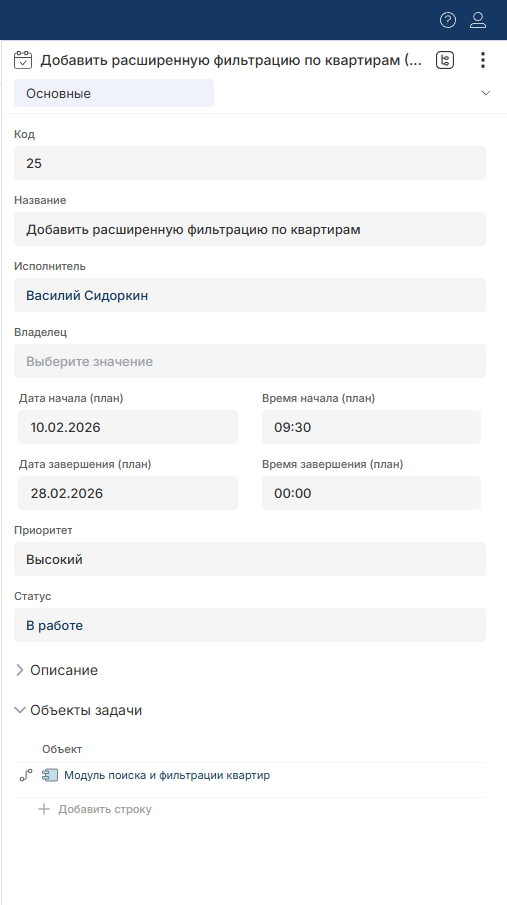 Добавить расширенную фильтрацию по квартирам (...
Основные
Код
25
Название
Добавить расширенную фильтрацию по квартирам
Исполнитель
Василий Сидоркин
Владелец
Выберите значение
Дата начала (план) Время начала (план)
10.02.2026 09:30
Дата завершения (план) Время завершения (план)
28.02.2026 00:00
Приоритет
Высокий
Статус
В работе
Описание
Объекты задачи
Объект
Модуль поиска и фильтрации квартир
Добавить строку